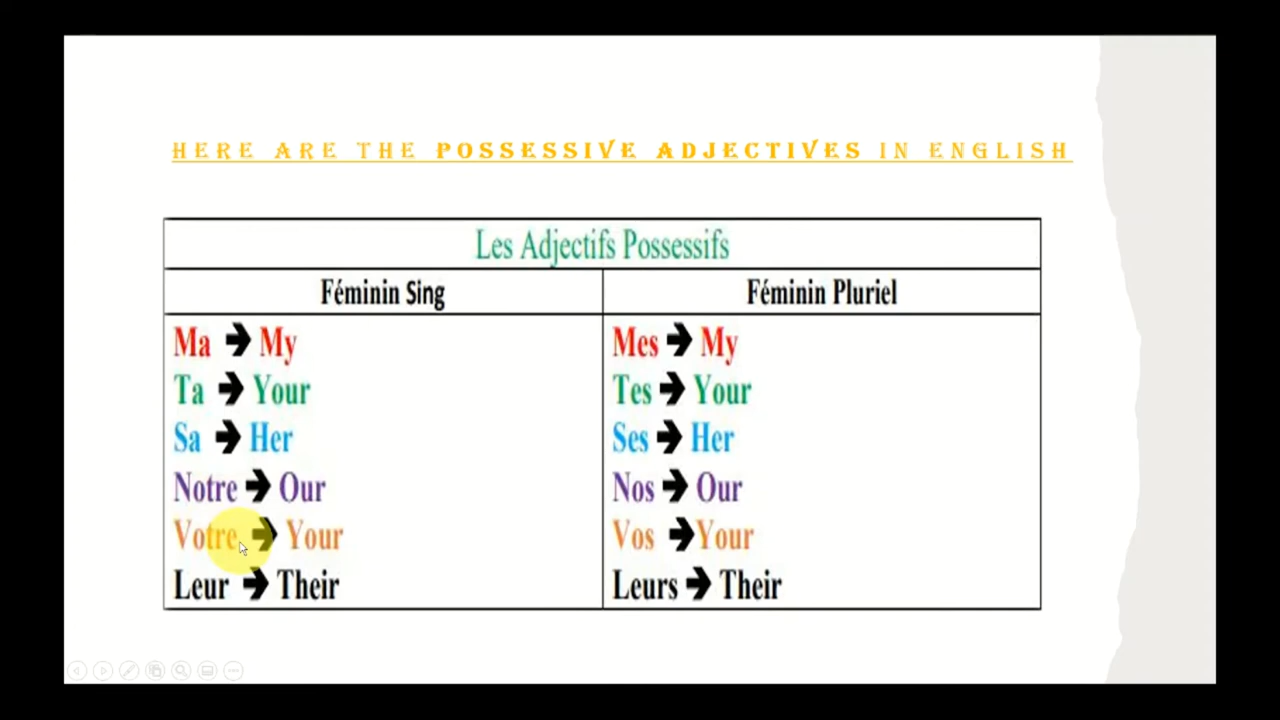 HERE ARE THE POSSESSIVE ADJECTIVES IN ENGLISH
Les Adjectifs Possessifs
Féminin Sing
Féminin Pluriel
Ma ➔ My
Mes ➔ My
Ta ➔ Your
Tes ➔ Your
Sa ➔ Her
Ses ➔ Her
Notre ➔ Our
Nos ➔ Our
Votre ➔ Your
Vos ➔Your
Leur ➔ Their
Leurs ➔ Their